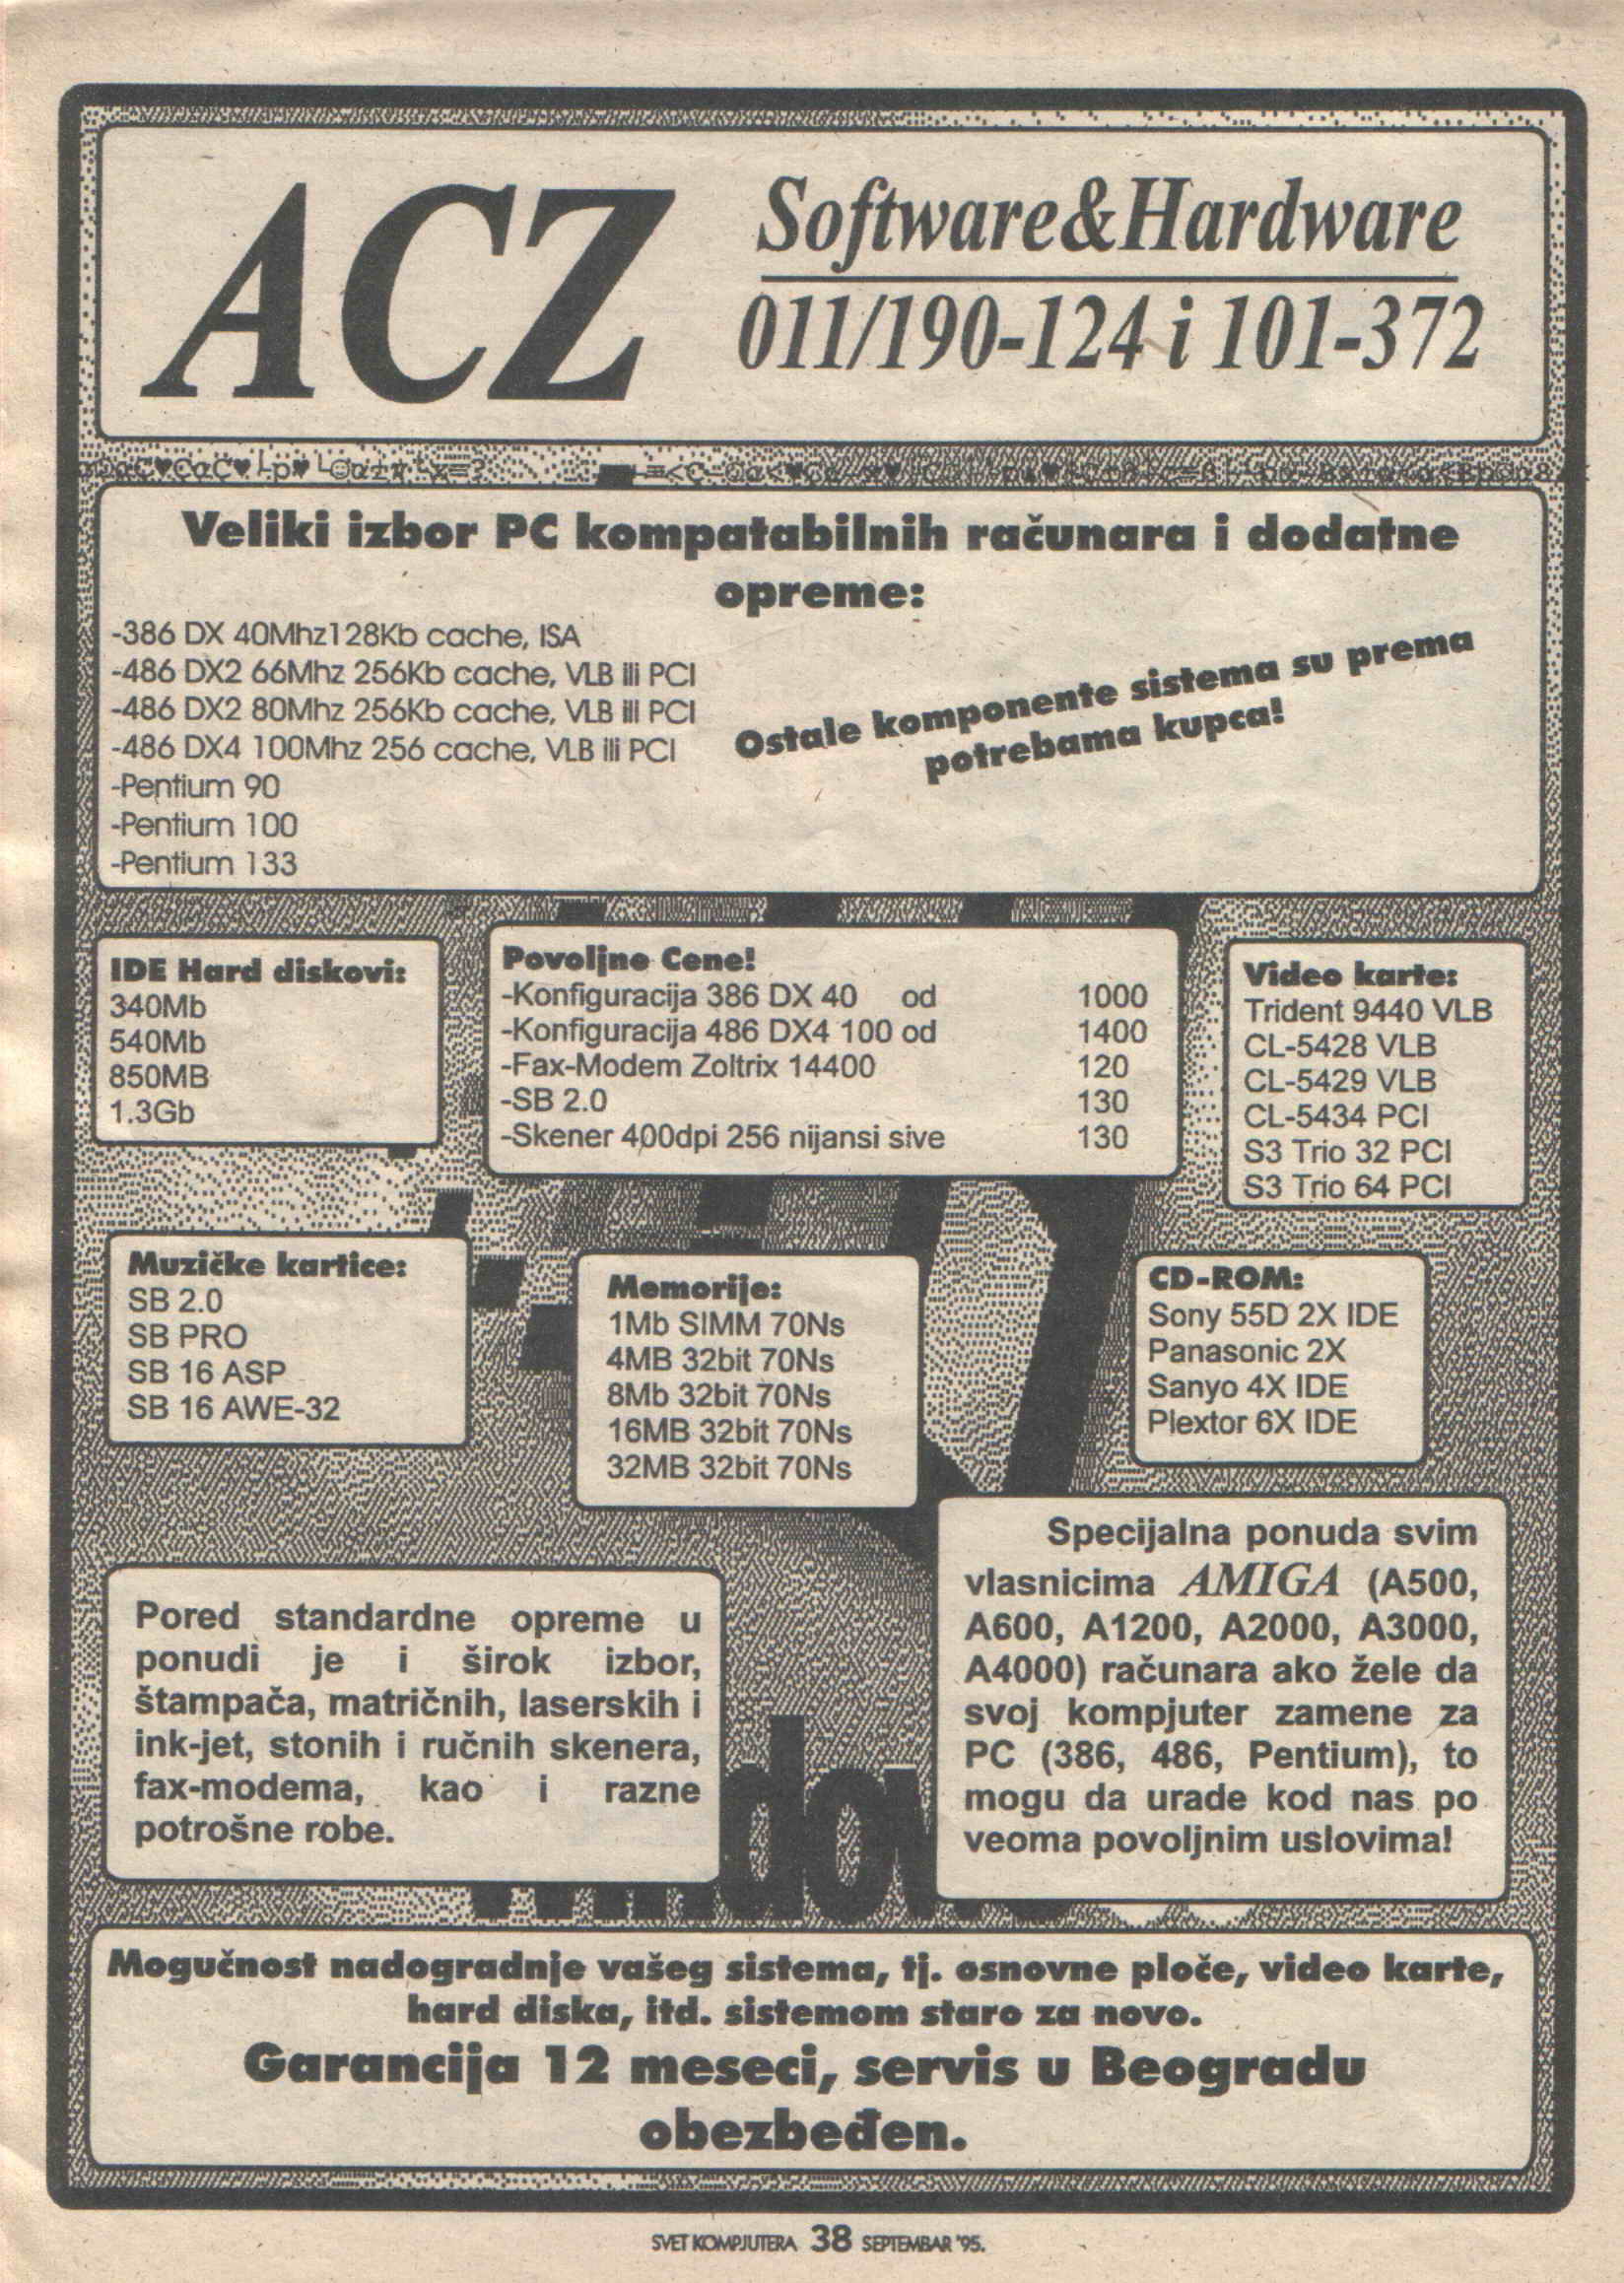 ACZ
Software&Hardware
011/190-124 i 101-372
Veliki izbor PC kompatabilnih računara i dodatne
opreme:
-386 DX 40Mhz128Kb cache, ISA
-486 DX2 66Mhz 256Kb cache, VLB ili PCI
-486 DX2 80Mhz 256Kb cache, VLB ili PCI
-486 DX4 100Mhz 256 cache, VLB ili PCI
-Pentium 90
-Pentium 100
-Pentium 133
Ostale komponente sistema su prema
potrebama kupca!
IDE Hard diskovi:
340Mb
540Mb
850MB
1.3Gb
Povoljne Cene!
-Konfiguracija 386 DX 40 od 1000
-Konfiguracija 486 DX4 100 od 1400
-Fax-Modem Zoltrix 14400 120
-SB 2.0 130
-Skener 400dpi 256 nijansi sive 130
Video karte:
Trident 9440 VLB
CL-5428 VLB
CL-5429 VLB
CL-5434 PCI
S3 Trio 32 PCI
S3 Trio 64 PCI
Muzičke kartice:
SB 2.0
SB PRO
SB 16 ASP
SB 16 AWE-32
Memorije:
1Mb SIMM 70Ns
4MB 32bit 70Ns
8Mb 32bit 70Ns
16MB 32bit 70Ns
32MB 32bit 70Ns
CD-ROM:
Sony 55D 2X IDE
Panasonic 2X
Sanyo 4X IDE
Plextor 6X IDE
Pored standardne opreme u
ponudi je i širok izbor,
štampača, matričnih, laserskih i
ink-jet, stonih i ručnih skenera,
fax-modema, kao i razne
potrošne robe.
Specijalna ponuda svim
vlasnicima AMIGA (A500,
A600, A1200, A2000, A3000,
A4000) računara ako žele da
svoj kompjuter zamene za
PC (386, 486, Pentium), to
mogu da urade kod nas po
veoma povoljnim uslovima!
Mogučnost nadogradnje vašeg sistema, tj. osnovne ploče, video karte,
hard diska, itd. sistemom staro za novo.
Garancija 12 meseci, servis u Beogradu
obezbeđen.
SVET KOMPJUTERA 38 SEPTEMBAR '95.